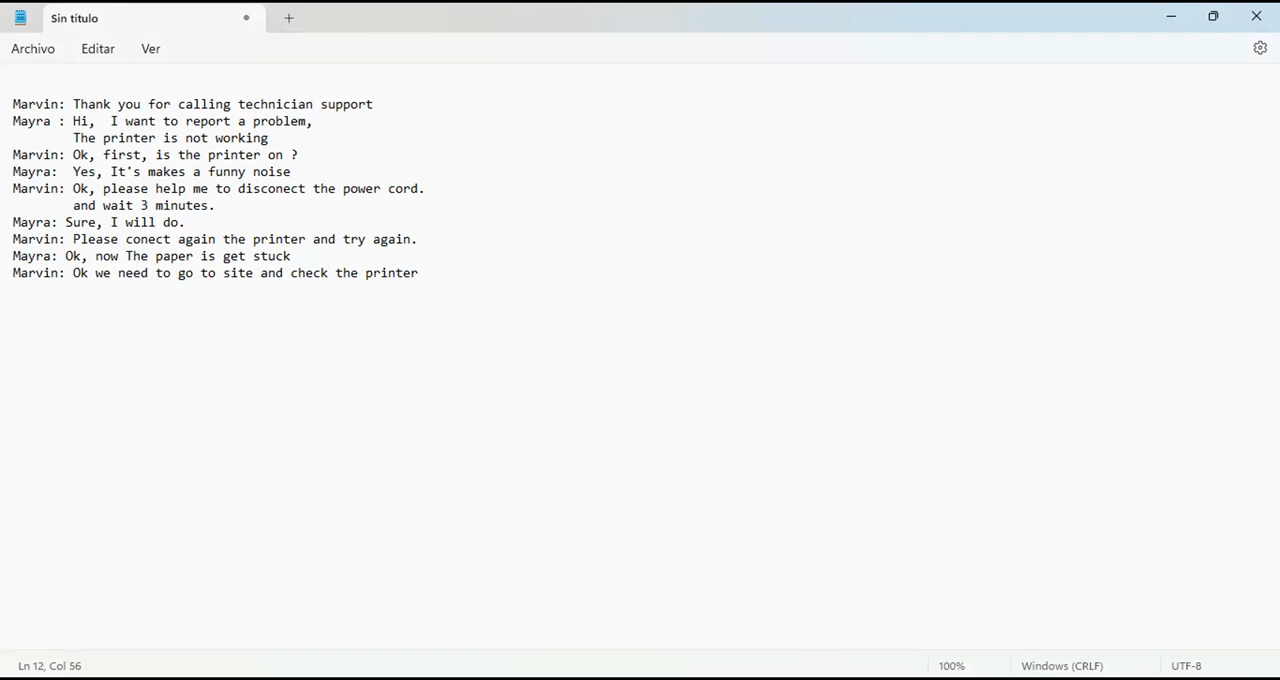 Sin título
Archivo Editar Ver
Marvin: Thank you for calling technician support
Mayra : Hi,  I want to report a problem,
The printer is not working
Marvin: Ok, first, is the printer on ?
Mayra:  Yes, It's makes a funny noise
Marvin: Ok, please help me to disconect the power cord.
and wait 3 minutes.
Mayra: Sure, I will do.
Marvin: Please conect again the printer and try again.
Mayra: Ok, now The paper is get stuck
Marvin: Ok we need to go to site and check the printer
Ln 12, Col 56 100% Windows (CRLF) UTF-8